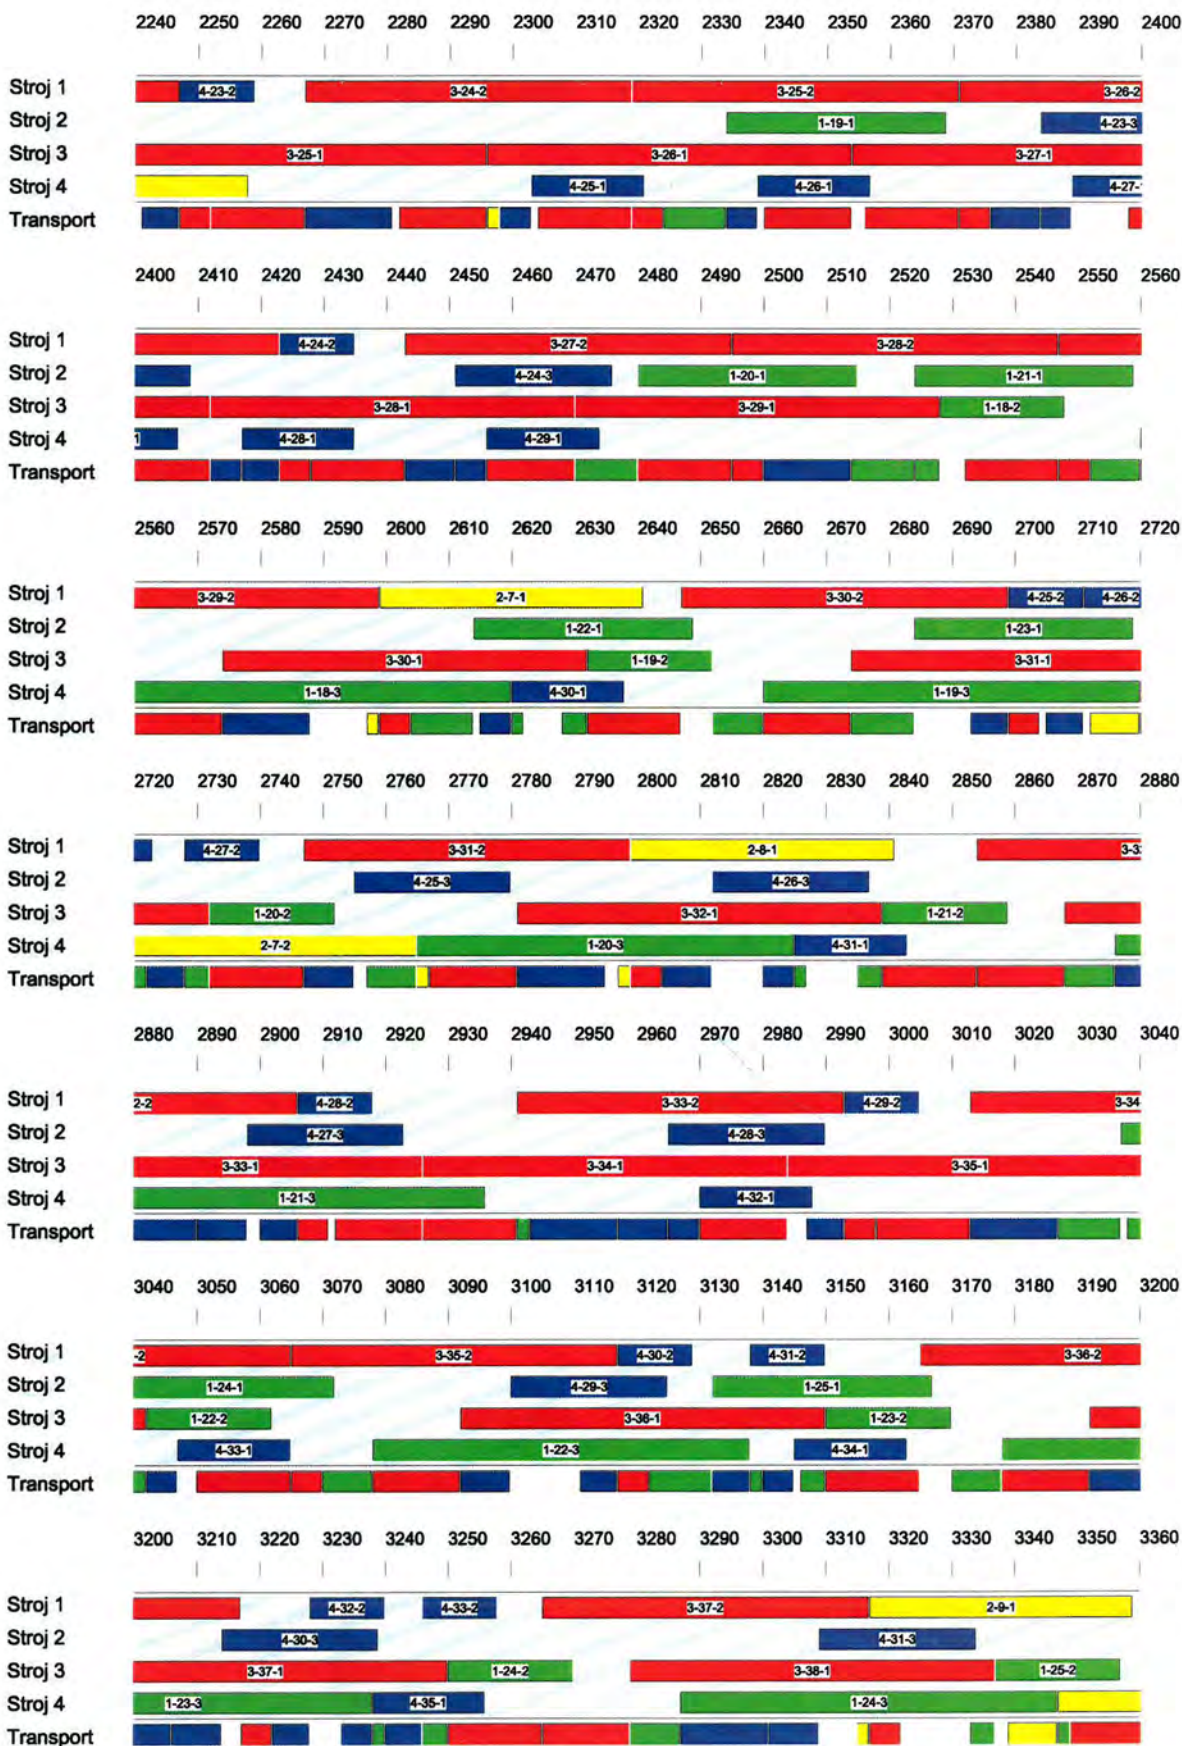 2240 2250 2260 2270 2280 2290 2300 2310 2320 2330 2340 2350 2360 2370 2380 2390 2400
Stroj 1 4-23-2 3-24-2 3-25-2 3-26-2
Stroj 2 1-19-1 4-23-3
Stroj 3 3-25-1 3-26-1 3-27-1
Stroj 4 4-25-1 4-26-1 4-27-
Transport
2400 2410 2420 2430 2440 2450 2460 2470 2480 2490 2500 2510 2520 2530 2540 2550 2560
Stroj 1 4-24-2 3-27-2 3-28-2
Stroj 2 4-24-3 1-20-1 1-21-1
Stroj 3 3-28-1 3-29-1 1-18-2
Stroj 4 1 4-28-1 4-29-1
Transport
2560 2570 2580 2590 2600 2610 2620 2630 2640 2650 2660 2670 2680 2690 2700 2710 2720
Stroj 1 3-29-2 2-7-1 3-30-2 4-25-2 4-26-2
Stroj 2 1-22-1 1-23-1
Stroj 3 3-30-1 1-19-2 3-31-1
Stroj 4 1-18-3 4-30-1 1-19-3
Transport
2720 2730 2740 2750 2760 2770 2780 2790 2800 2810 2820 2830 2840 2850 2860 2870 2880
Stroj 1 4-27-2 3-31-2 2-8-1 3-3
Stroj 2 4-25-3 4-26-3
Stroj 3 1-20-2 3-32-1 1-21-2
Stroj 4 2-7-2 1-20-3 4-31-1
Transport
2880 2890 2900 2910 2920 2930 2940 2950 2960 2970 2980 2990 3000 3010 3020 3030 3040
Stroj 1 2-2 4-28-2 3-33-2 4-29-2 3-34
Stroj 2 4-27-3 4-28-3
Stroj 3 3-33-1 3-34-1 3-35-1
Stroj 4 1-21-3 4-32-1
Transport
3040 3050 3060 3070 3080 3090 3100 3110 3120 3130 3140 3150 3160 3170 3180 3190 3200
Stroj 1 -2 3-35-2 4-30-2 4-31-2 3-36-2
Stroj 2 1-24-1 4-29-3 1-25-1
Stroj 3 1-22-2 3-36-1 1-23-2
Stroj 4 4-33-1 1-22-3 4-34-1
Transport
3200 3210 3220 3230 3240 3250 3260 3270 3280 3290 3300 3310 3320 3330 3340 3350 3360
Stroj 1 4-32-2 4-33-2 3-37-2 2-9-1
Stroj 2 4-30-3 4-31-3
Stroj 3 3-37-1 1-24-2 3-38-1 1-25-2
Stroj 4 1-23-3 4-35-1 1-24-3
Transport